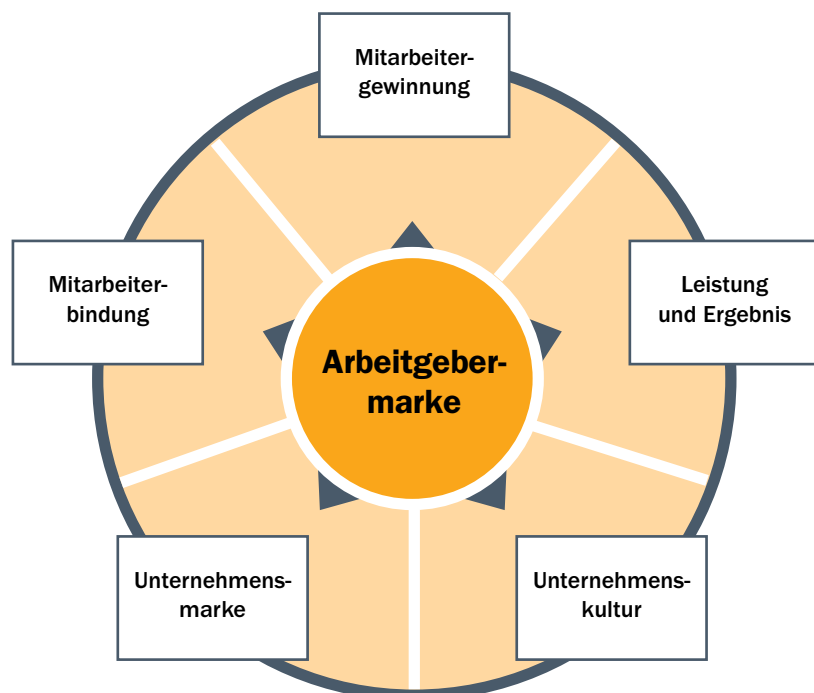 Mitarbeiter-
gewinnung
Mitarbeiter-
bindung
Leistung
und Ergebnis
Arbeitgeber-
marke
Unternehmens-
marke
Unternehmens-
kultur